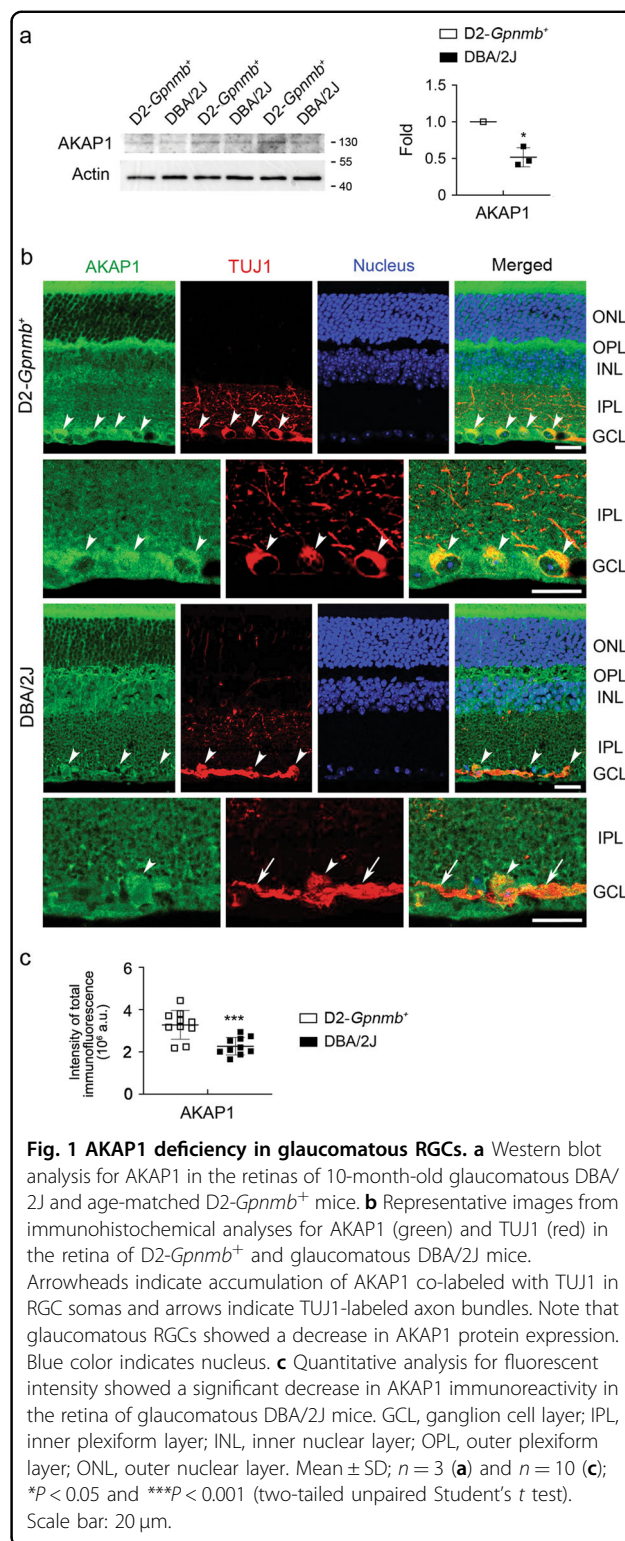 a
D2-Gpnmb+
DBA/2J
D2-Gpnmb+
DBA/2J
D2-Gpnmb+
DBA/2J
AKAP1
- 130
- 55
Actin
- 40
D2-Gpnmb+
DBA/2J
1.5
1.0
0.5
0
Fold
*
AKAP1
b
AKAP1 TUJ1 Nucleus Merged
D2-Gpnmb+
ONL
OPL
INL
IPL
GCL
IPL
GCL
DBA/2J
ONL
OPL
INL
IPL
GCL
IPL
GCL
c
Intensity of total
immunofluorescence
(10⁶ a.u.)
6
4
2
0
***
AKAP1
D2-Gpnmb+
DBA/2J
Fig. 1 AKAP1 deficiency in glaucomatous RGCs. a Western blot
analysis for AKAP1 in the retinas of 10-month-old glaucomatous DBA/
2J and age-matched D2-Gpnmb+ mice. b Representative images from
immunohistochemical analyses for AKAP1 (green) and TUJ1 (red) in
the retina of D2-Gpnmb+ and glaucomatous DBA/2J mice.
Arrowheads indicate accumulation of AKAP1 co-labeled with TUJ1 in
RGC somas and arrows indicate TUJ1-labeled axon bundles. Note that
glaucomatous RGCs showed a decrease in AKAP1 protein expression.
Blue color indicates nucleus. c Quantitative analysis for fluorescent
intensity showed a significant decrease in AKAP1 immunoreactivity in
the retina of glaucomatous DBA/2J mice. GCL, ganglion cell layer; IPL,
inner plexiform layer; INL, inner nuclear layer; OPL, outer plexiform
layer; ONL, outer nuclear layer. Mean ± SD; n = 3 (a) and n = 10 (c);
*P < 0.05 and ***P < 0.001 (two-tailed unpaired Student's t test).
Scale bar: 20 μm.